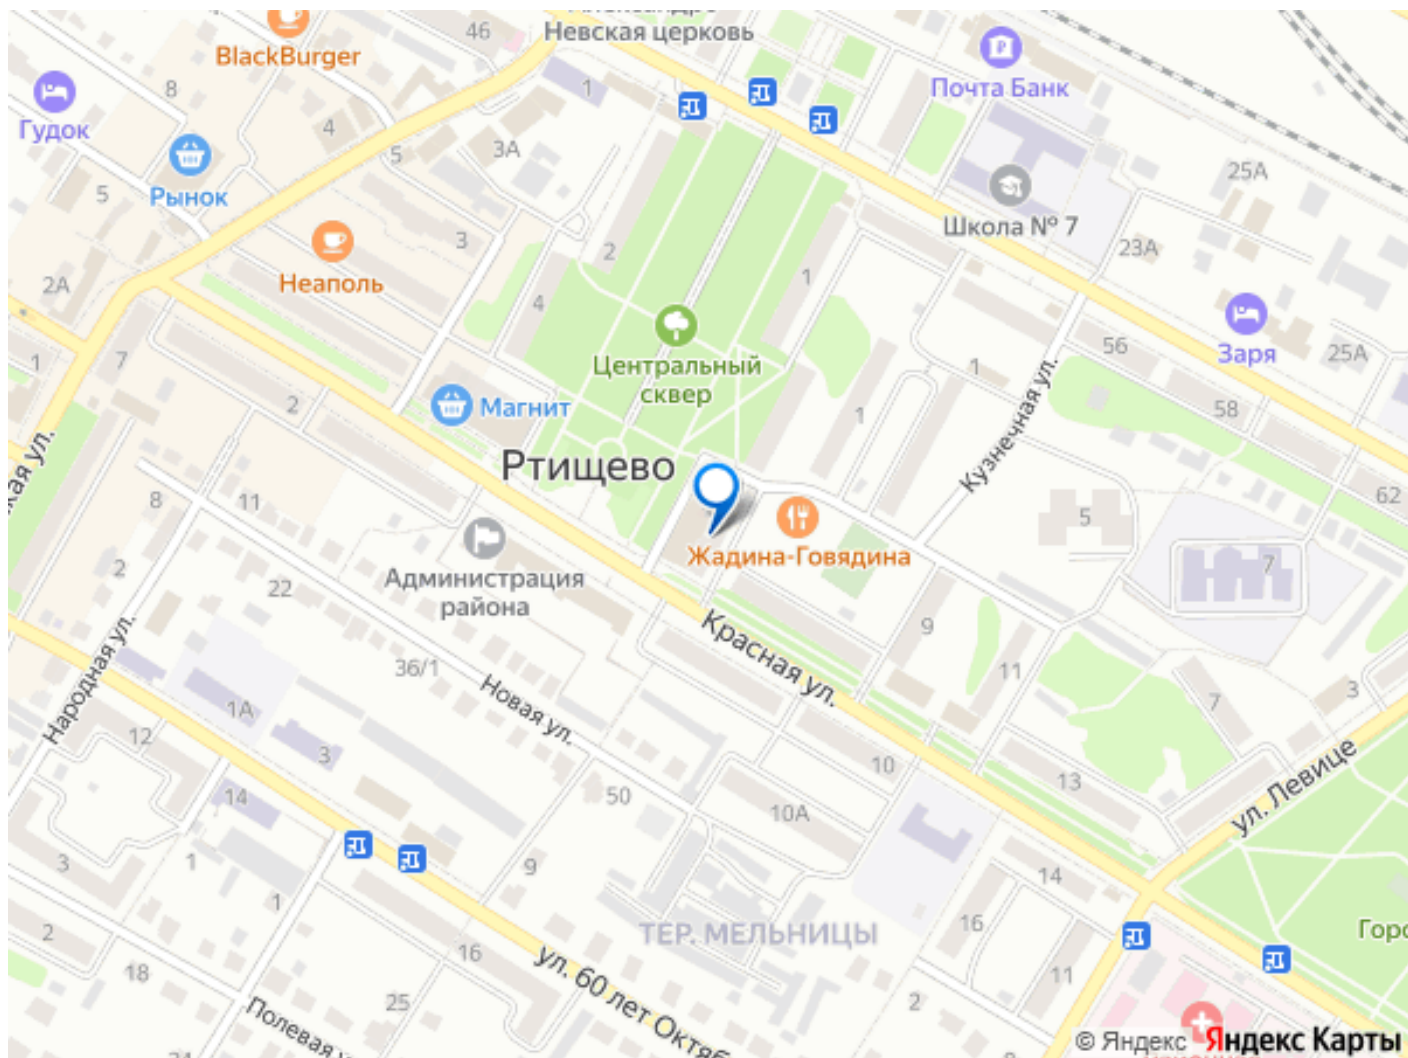 Невская церковь
46
BlackBurger
Почта Банк
Гудок
8
1
4
5
3А
25А
Рынок
5
Школа № 7
23А
3
2
1
Неаполь
2А
4
Заря
56
25А
1
7
Центральный
сквер
1
58
2
Магнит
1
Кузнечная ул.
кая ул.
Ртищево
62
8
11
5
Жадина-Говядина
Администрация
района
7
2
22
9
Красная ул.
36/1
11
Народная ул.
Новая ул.
7
3
1А
12
3
10
13
ул. Левице
14
50
10А
3
1
9
14
1
16
ТЕР. МЕЛЬНИЦЫ
Горо
2
16
ул. 60 лет Октяб
11
18
25
2
Полевая у
© Яндекс Яндекс Карты